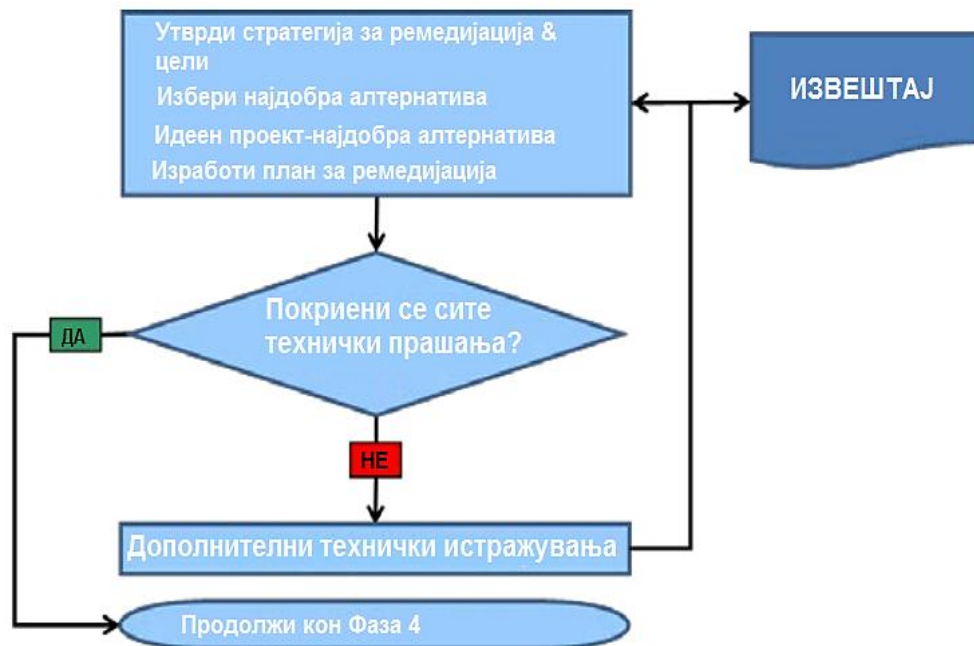 Утврди стратегија за ремедијација &
цели
Избери најдобра алтернатива
Идеен проект-најдобра алтернатива
Изработи план за ремедијација
ИЗВЕШТАЈ
Покриени се сите
технички прашања?
ДА
НЕ
Дополнителни технички истражувања
Продолжи кон Фаза 4